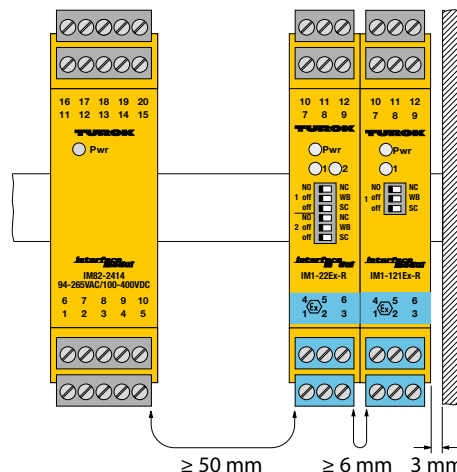 16 17 18 19 20
11 12 13 14 15
TURCK
Pwr
Interface Modul
IM82-2414
94-265VAC/100-400VDC
6 7 8 9 10
1 2 3 4 5
10 11 12
7 8 9
TURCK
Pwr
1 2
NO NC
1 off WB
off SC
NO NC
2 off WB
off SC
Interface Modul
IM1-22Ex-R
4 5 6
1 Ex 2 3
10 11 12
7 8 9
TURCK
Pwr
1
NO NC
1 off WB
off SC
Interface Modul
IM1-121Ex-R
4 5 6
1 Ex 2 3
≥ 50 mm ≥ 6 mm 3 mm